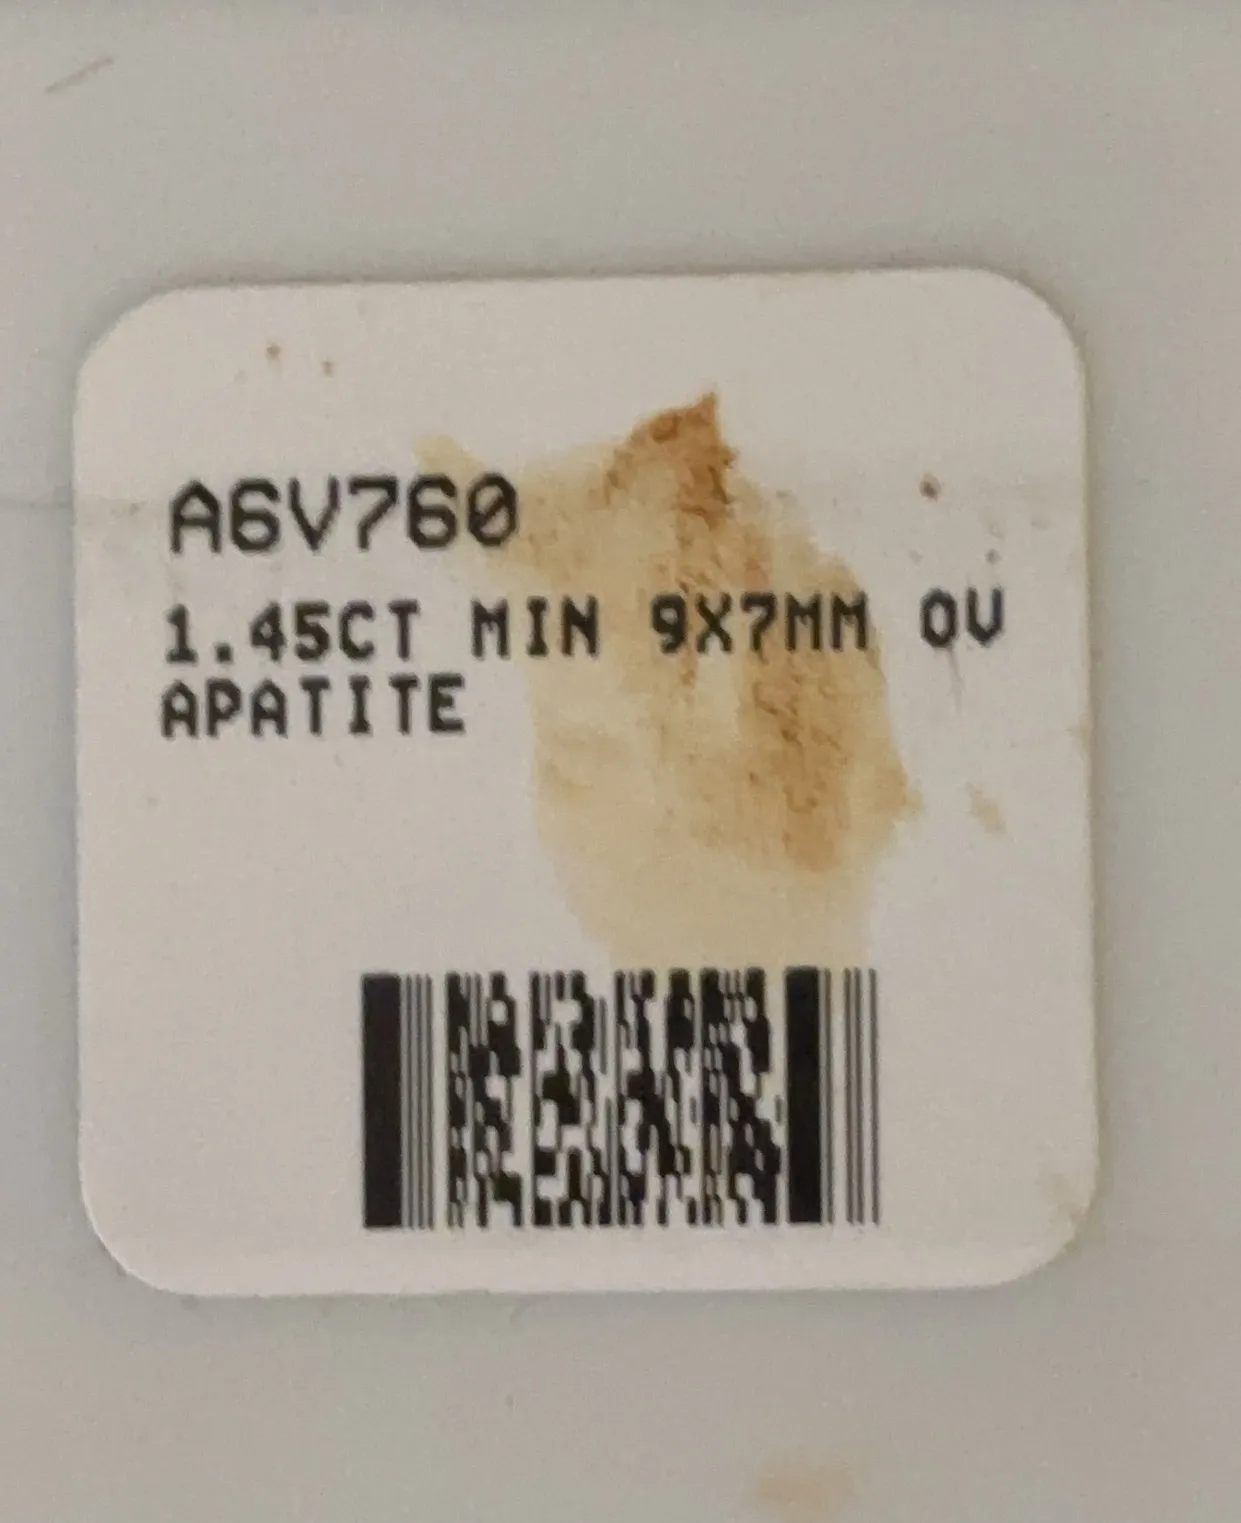 A6V760
1.45CT MIN 9X7MM OV
APATITE